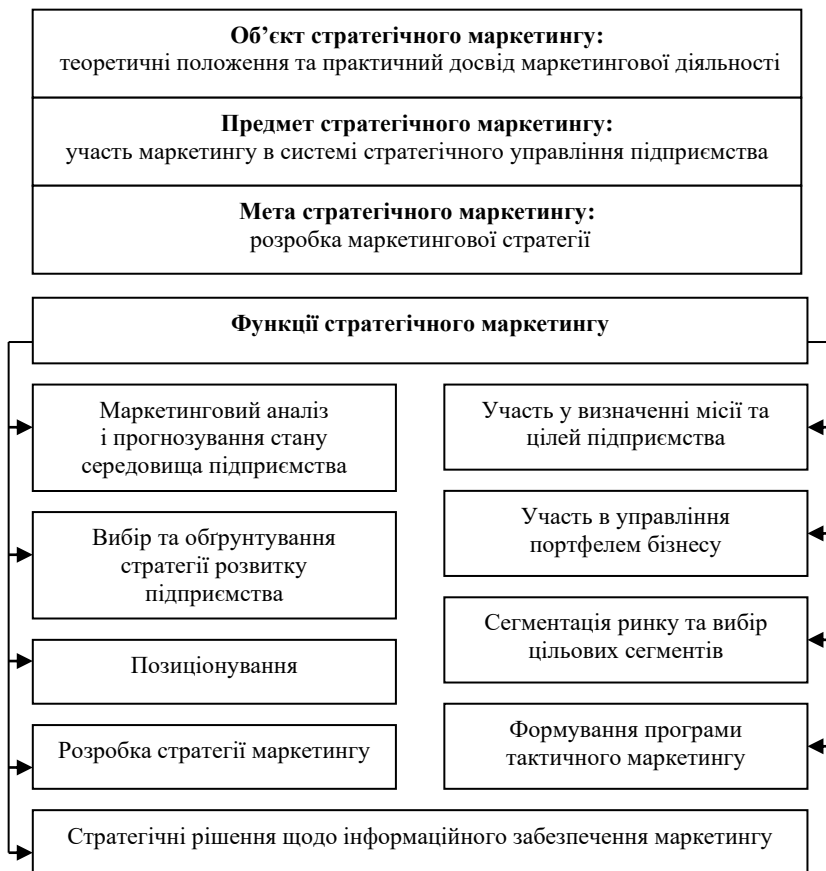 Об’єкт стратегічного маркетингу:
теоретичні положення та практичний досвід маркетингової діяльності
Предмет стратегічного маркетингу:
участь маркетингу в системі стратегічного управління підприємства
Мета стратегічного маркетингу:
розробка маркетингової стратегії
Функції стратегічного маркетингу
Маркетинговий аналіз
і прогнозування стану
середовища підприємства
Участь у визначенні місії та
цілей підприємства
Вибір та обґрунтування
стратегії розвитку
підприємства
Участь в управління
портфелем бізнесу
Позиціонування
Сегментація ринку та вибір
цільових сегментів
Розробка стратегії маркетингу
Формування програми
тактичного маркетингу
Стратегічні рішення щодо інформаційного забезпечення маркетингу